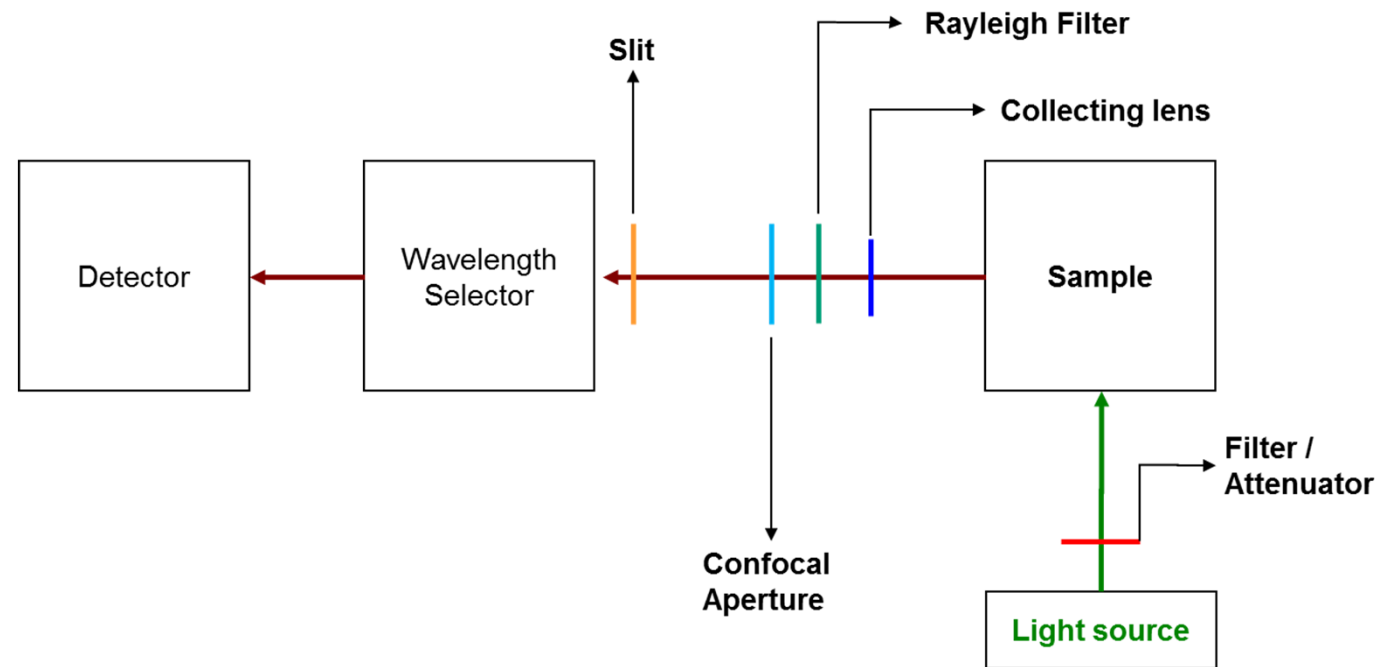 Rayleigh Filter
Slit
Collecting lens
Detector
Wavelength
Selector
Sample
Filter /
Attenuator
Confocal
Aperture
Light source